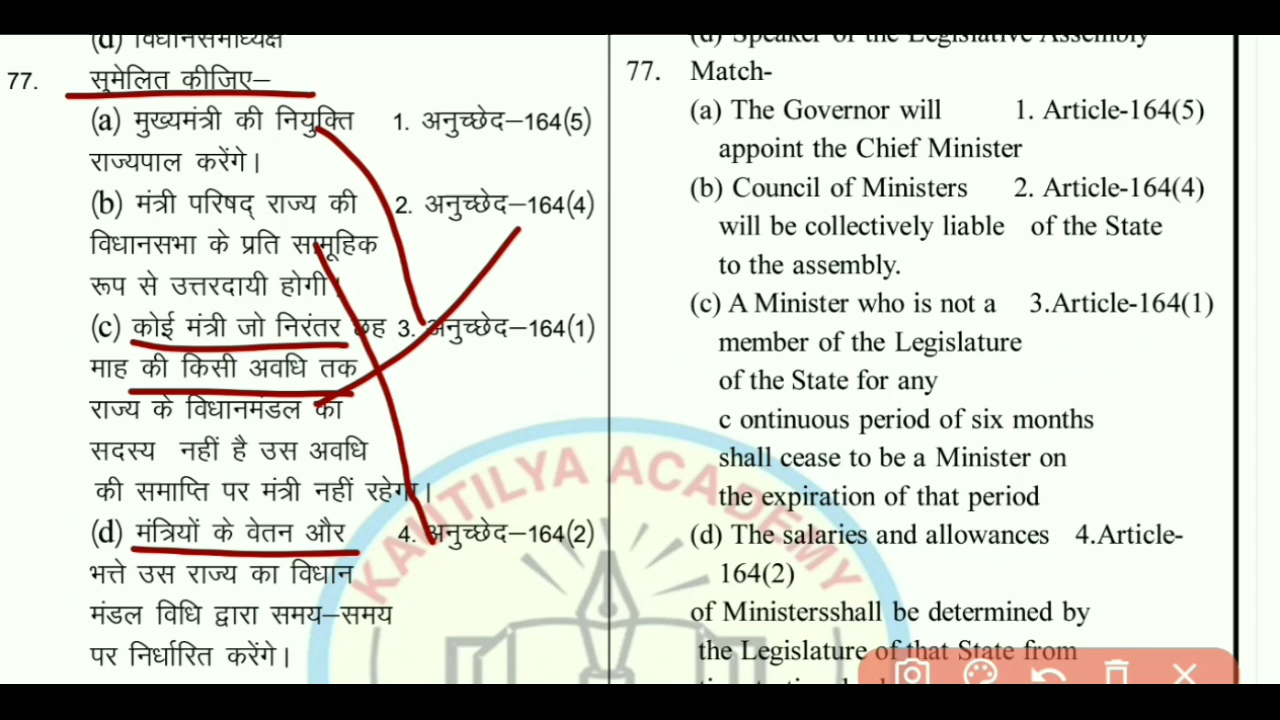 (d) विधानसभाध्यक्ष
77. सुमेलित कीजिए–
(a) मुख्यमंत्री की नियुक्ति 1. अनुच्छेद–164(5)
राज्यपाल करेंगे।
(b) मंत्री परिषद् राज्य की 2. अनुच्छेद–164(4)
विधानसभा के प्रति सामूहिक
रूप से उत्तरदायी होगी।
(c) कोई मंत्री जो निरंतर छह 3. अनुच्छेद–164(1)
माह की किसी अवधि तक
राज्य के विधानमंडल का
सदस्य नहीं है उस अवधि
की समाप्ति पर मंत्री नहीं रहेगा।
(d) मंत्रियों के वेतन और 4. अनुच्छेद–164(2)
भत्ते उस राज्य का विधान
मंडल विधि द्वारा समय–समय
पर निर्धारित करेंगे।
(d) Speaker of the Legislative Assembly
77. Match-
(a) The Governor will 1. Article-164(5)
appoint the Chief Minister
(b) Council of Ministers 2. Article-164(4)
will be collectively liable of the State
to the assembly.
(c) A Minister who is not a 3.Article-164(1)
member of the Legislature
of the State for any
c ontinuous period of six months
shall cease to be a Minister on
the expiration of that period
(d) The salaries and allowances 4.Article-
164(2)
of Ministersshall be determined by
the Legislature of that State from
KAUTILYA ACADEMY